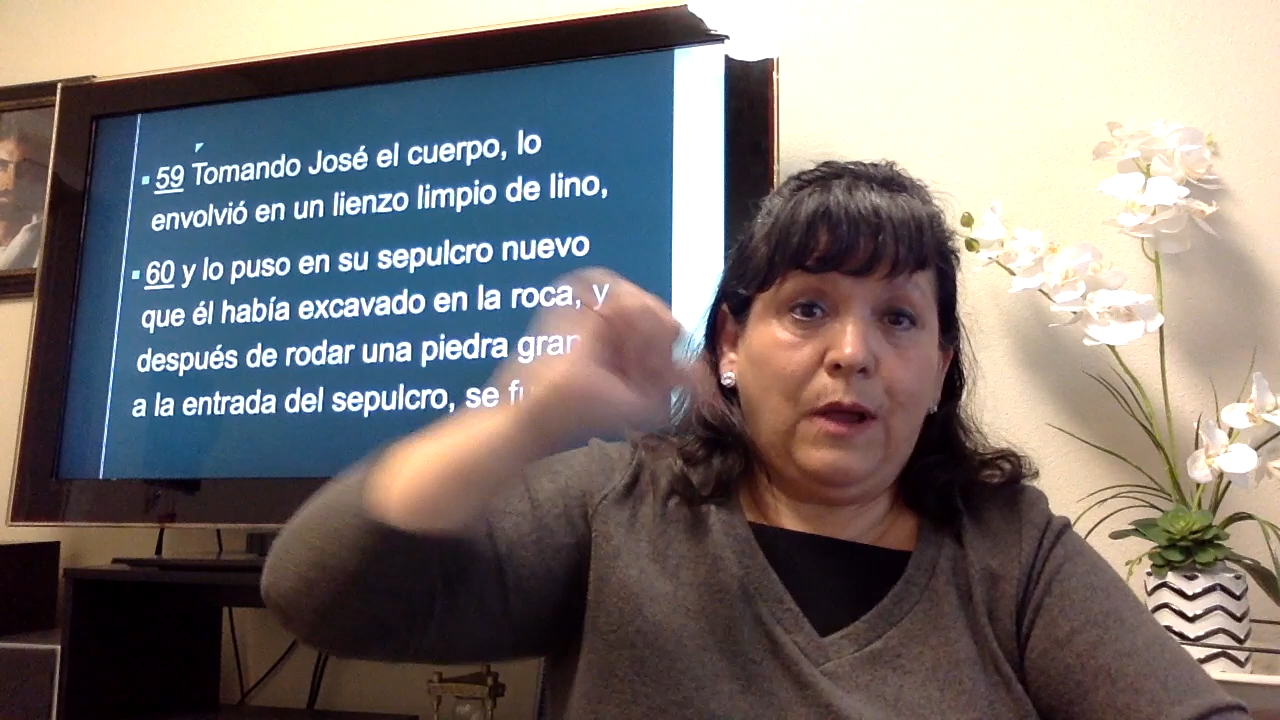 59 Tomando José el cuerpo, lo
envolvió en un lienzo limpio de lino,
60 y lo puso en su sepulcro nuevo
que él había excavado en la roca, y
después de rodar una piedra
a la entrada del sepulcro, se